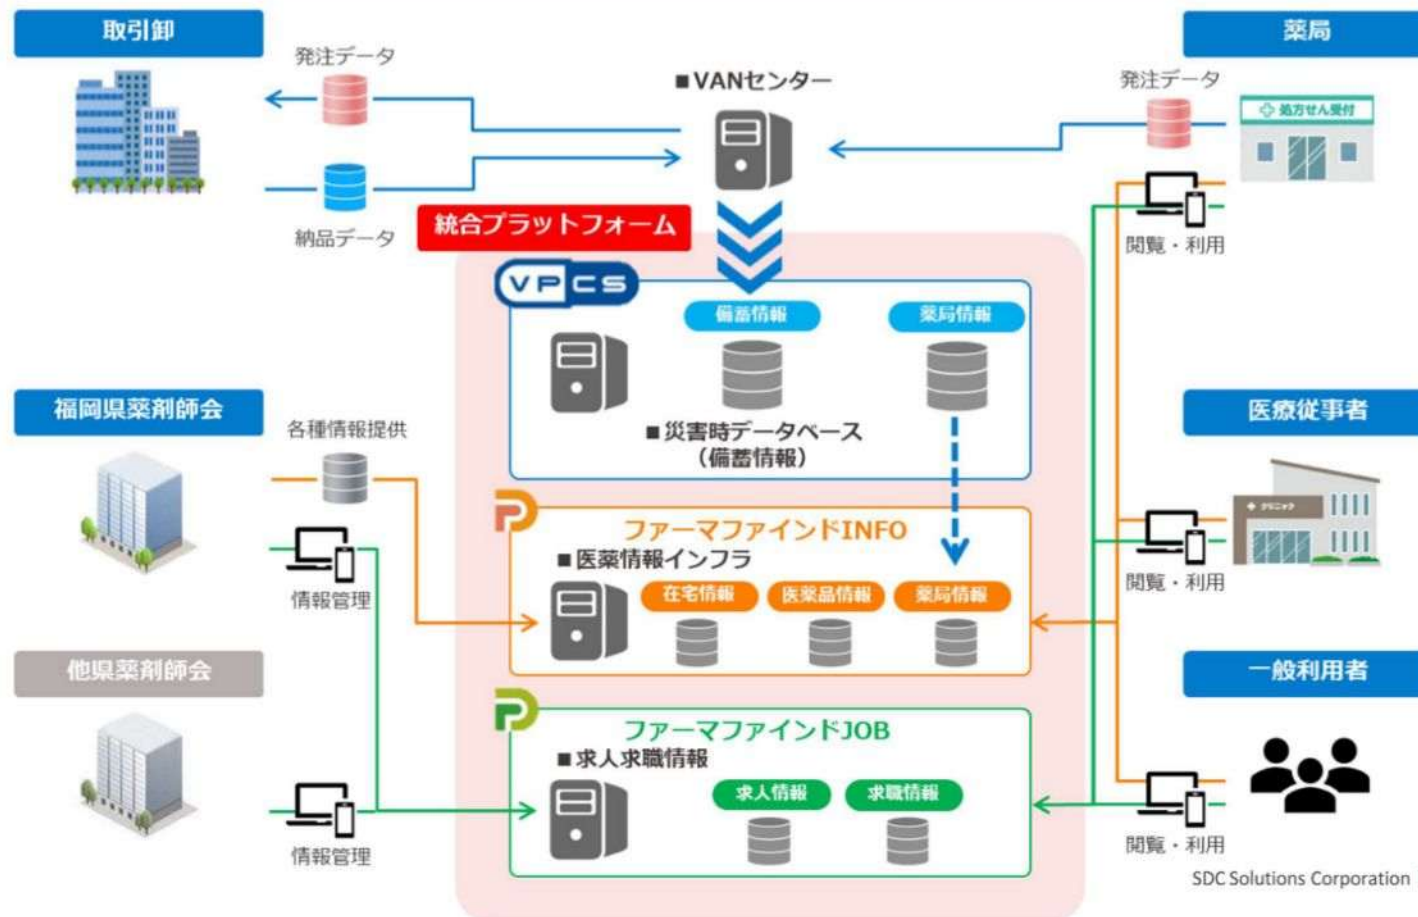 取引卸
薬局
発注データ
■VANセンター
発注データ
処方せん受付
納品データ
統合プラットフォーム
閲覧・利用
VPCS
備蓄情報
薬局情報
福岡県薬剤師会
医療従事者
各種情報提供
■災害時データベース
(備蓄情報)
クリニック
ファーマファインドINFO
■医薬情報インフラ
閲覧・利用
情報管理
在宅情報
医薬品情報
薬局情報
他県薬剤師会
一般利用者
ファーマファインドJOB
■求人求職情報
求人情報
求職情報
情報管理
閲覧・利用
SDC Solutions Corporation